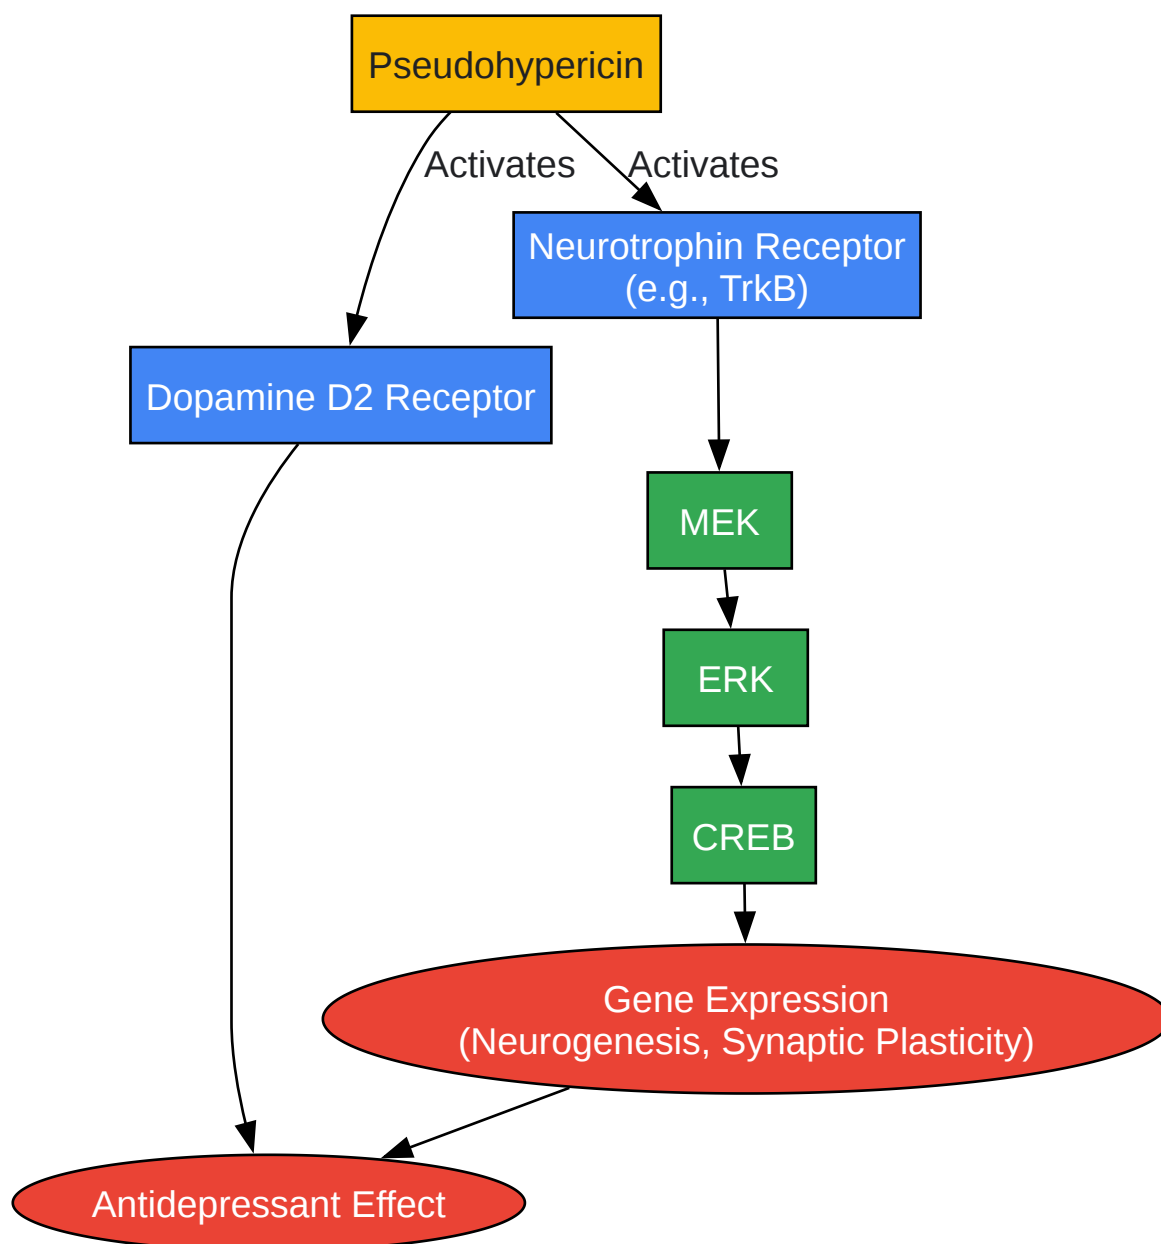 Pseudohypericin
Activates
Activates
Neurotrophin Receptor
(e.g., TrkB)
Dopamine D2 Receptor
MEK
ERK
CREB
Gene Expression
(Neurogenesis, Synaptic Plasticity)
Antidepressant Effect